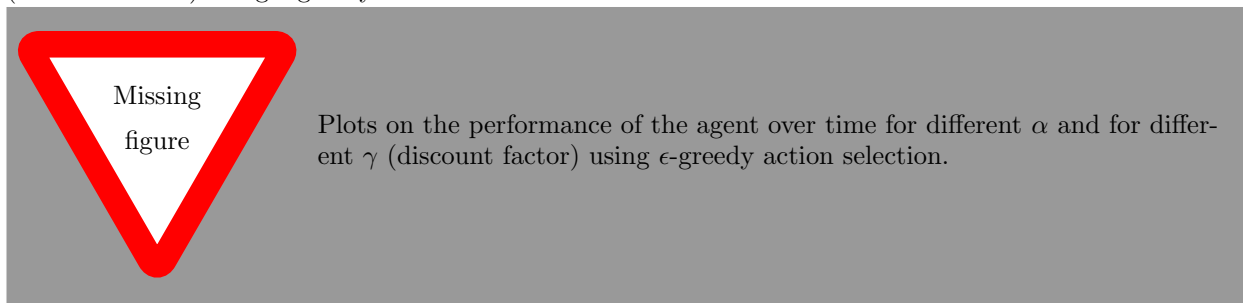 Missing
figure
Plots on the performance of the agent over time for different α and for differ-
ent γ (discount factor) using ϵ-greedy action selection.